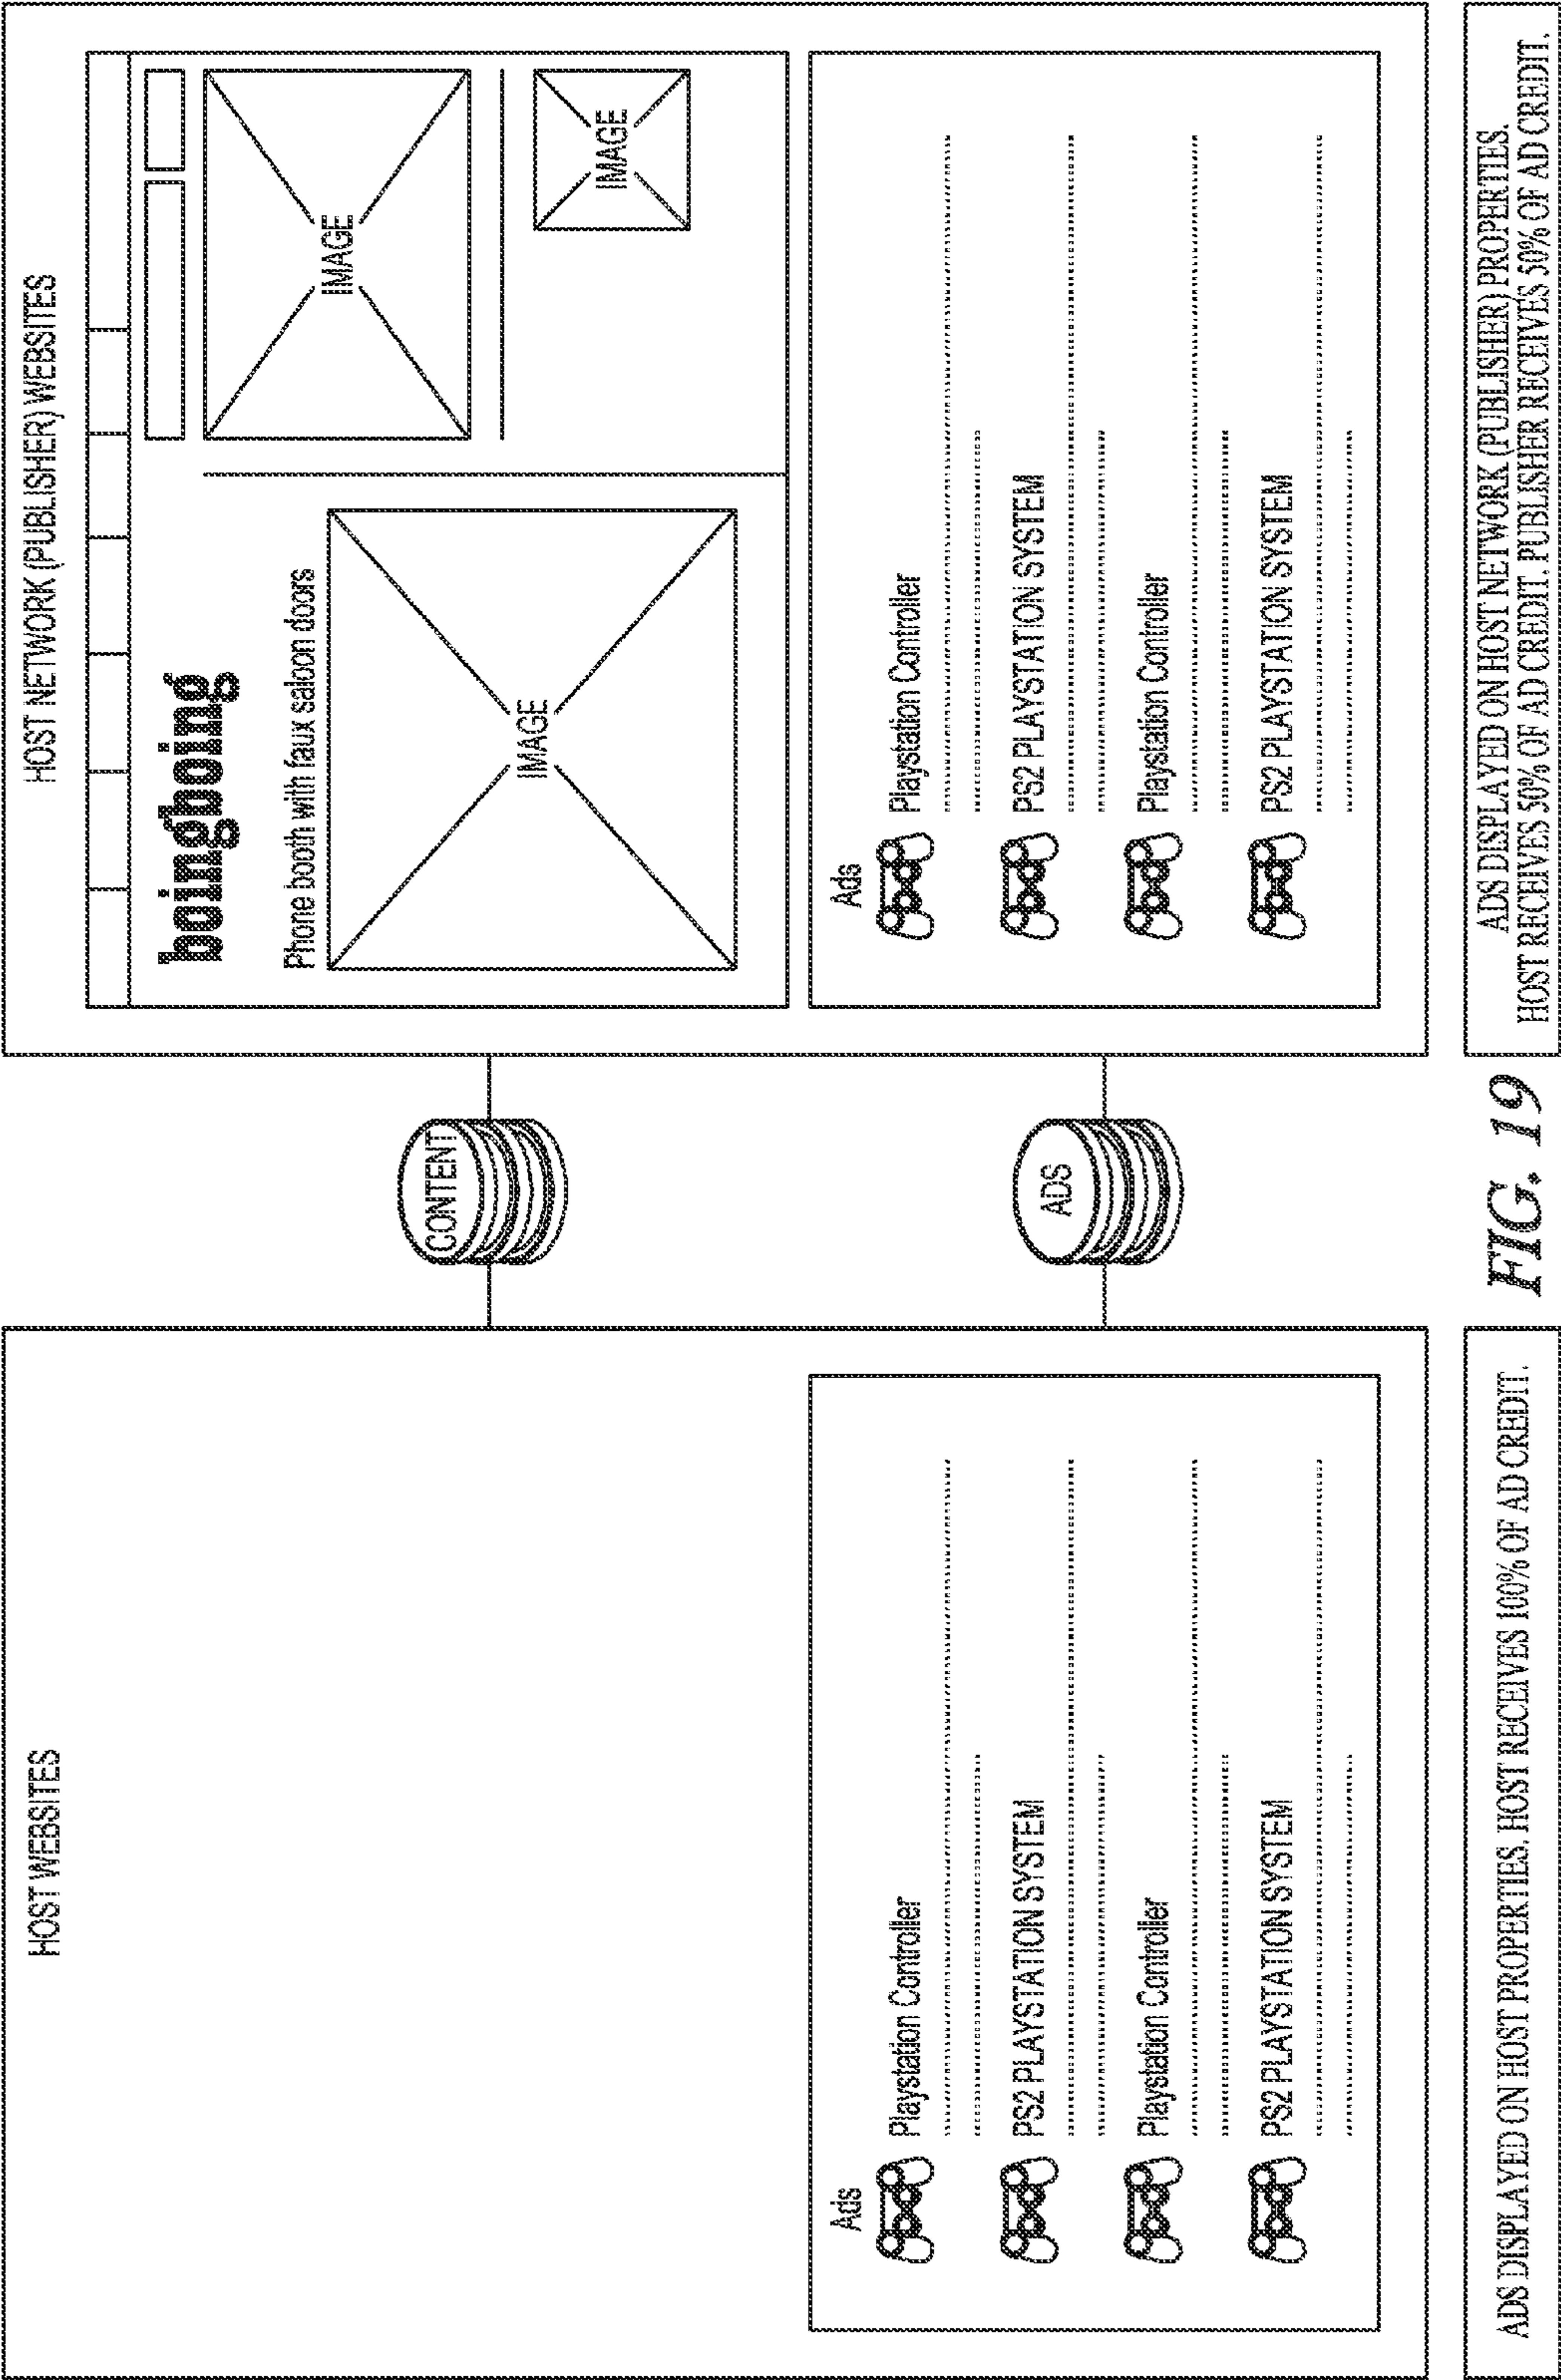 HOST WEBSITES
Ads
Playstation Controller
PS2 PLAYSTATION SYSTEM
Playstation Controller
PS2 PLAYSTATION SYSTEM
ADS DISPLAYED ON HOST PROPERTIES. HOST RECEIVES 100% OF AD CREDIT.
CONTENT
ADS
HOST NETWORK (PUBLISHER) WEBSITES
boingboing
Phone booth with faux saloon doors
IMAGE
IMAGE
IMAGE
Ads
Playstation Controller
PS2 PLAYSTATION SYSTEM
Playstation Controller
PS2 PLAYSTATION SYSTEM
ADS DISPLAYED ON HOST NETWORK (PUBLISHER) PROPERTIES.
HOST RECEIVES 50% OF AD CREDIT. PUBLISHER RECEIVES 50% OF AD CREDIT.
FIG. 19